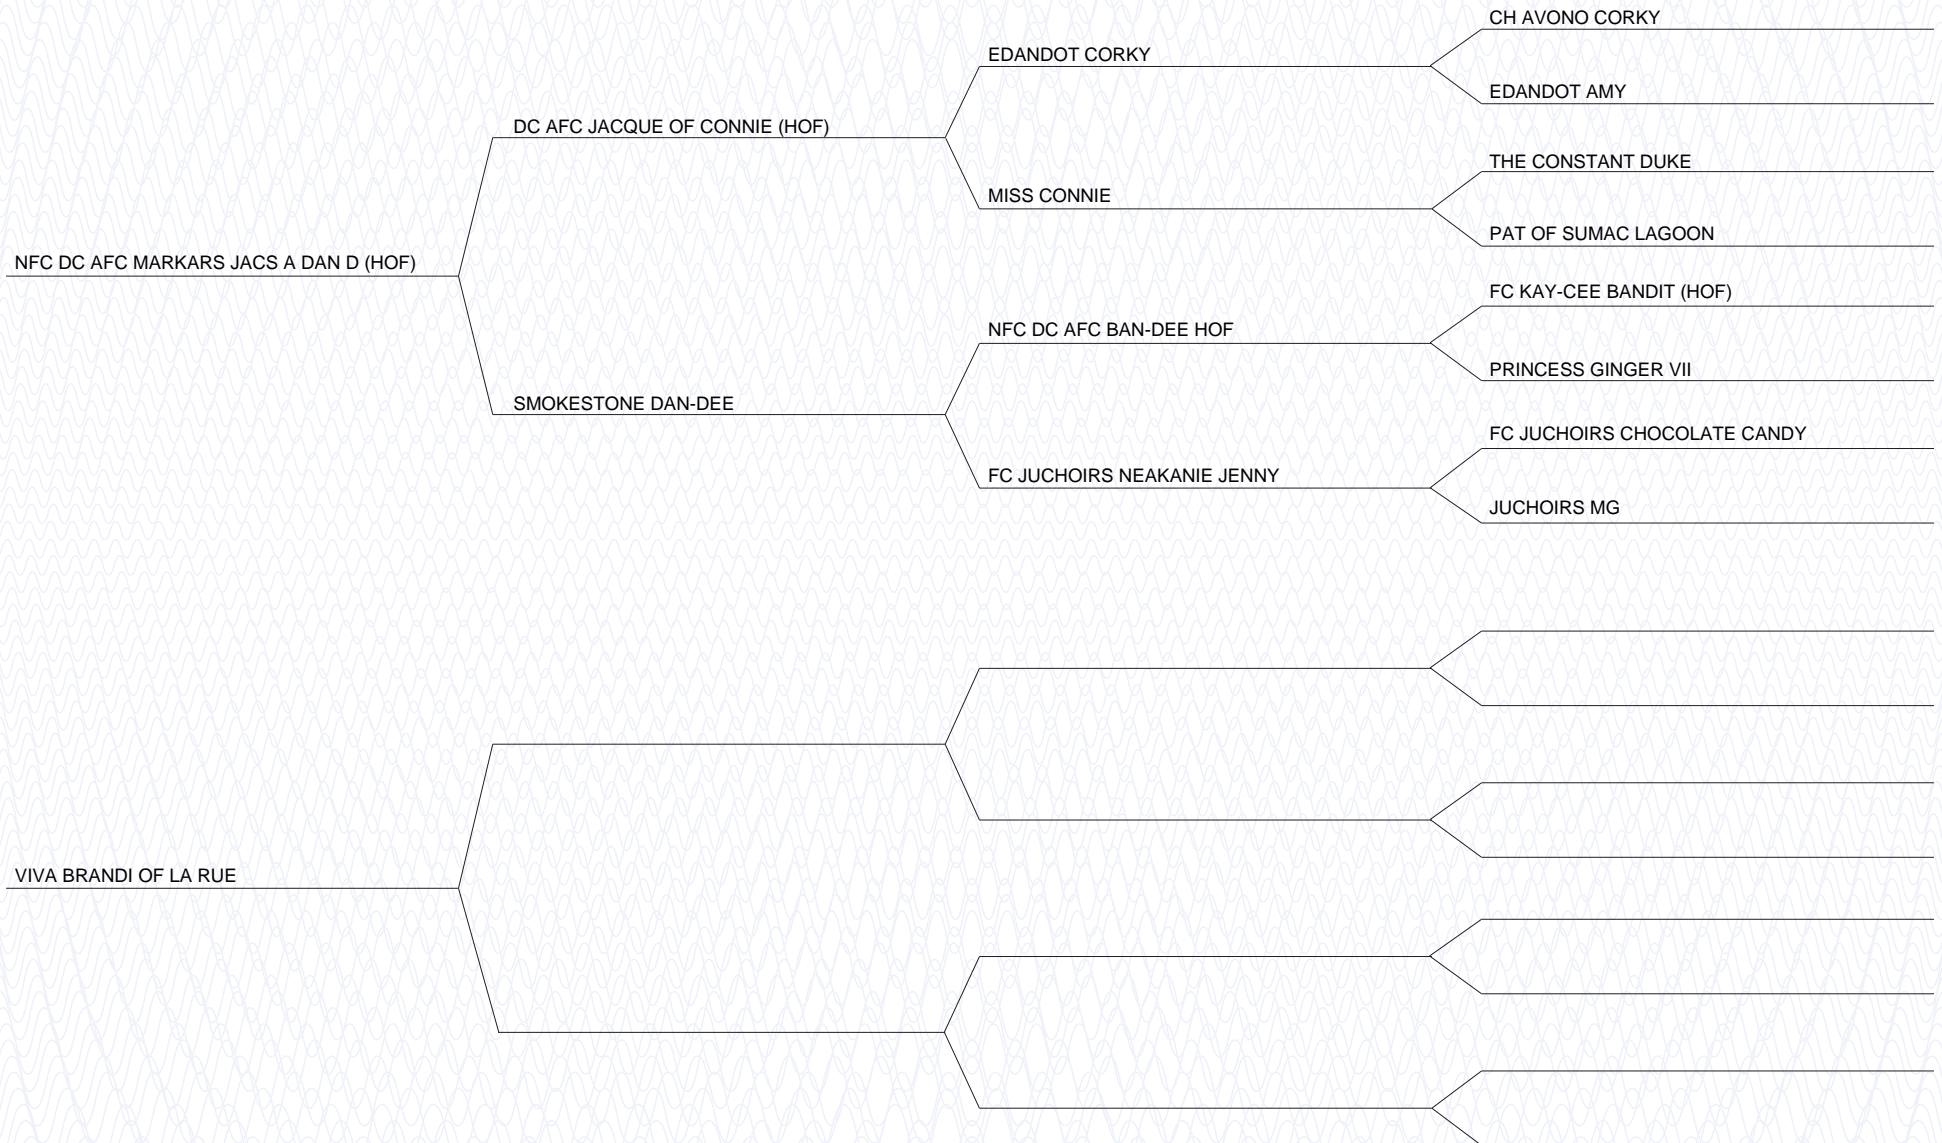 CH AVONO CORKY
EDANDOT CORKY
EDANDOT AMY
DC AFC JACQUE OF CONNIE (HOF)
THE CONSTANT DUKE
MISS CONNIE
PAT OF SUMAC LAGOON
NFC DC AFC MARKARS JACS A DAN D (HOF)
FC KAY-CEE BANDIT (HOF)
NFC DC AFC BAN-DEE HOF
PRINCESS GINGER VII
SMOKESTONE DAN-DEE
FC JUCHOIRS CHOCOLATE CANDY
FC JUCHOIRS NEAKANIE JENNY
JUCHOIRS MG
VIVA BRANDI OF LA RUE